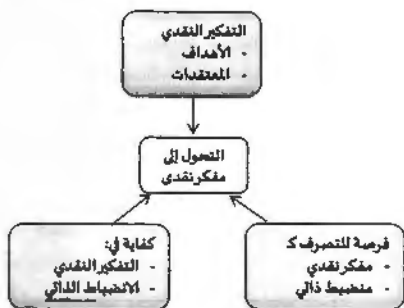 التفكير النقدي
- الأهداف
- المعتقدات
التحول إلى
مفكر نقدي
فرصة للتصرف كـ
- مفكر نقدي
- منضبط ذاتي
كفاية في:
- التفكير النقدي
- الانضباط الذاتي